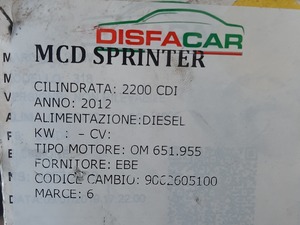 DISFACAR
MCD SPRINTER
CILINDRATA: 2200 CDI
ANNO: 2012
ALIMENTAZIONE:DIESEL
KW : - CV:
TIPO MOTORE: OM 651.955
FORNITORE: EBE
CODICE CAMBIO: 9062605100
MARCE: 6